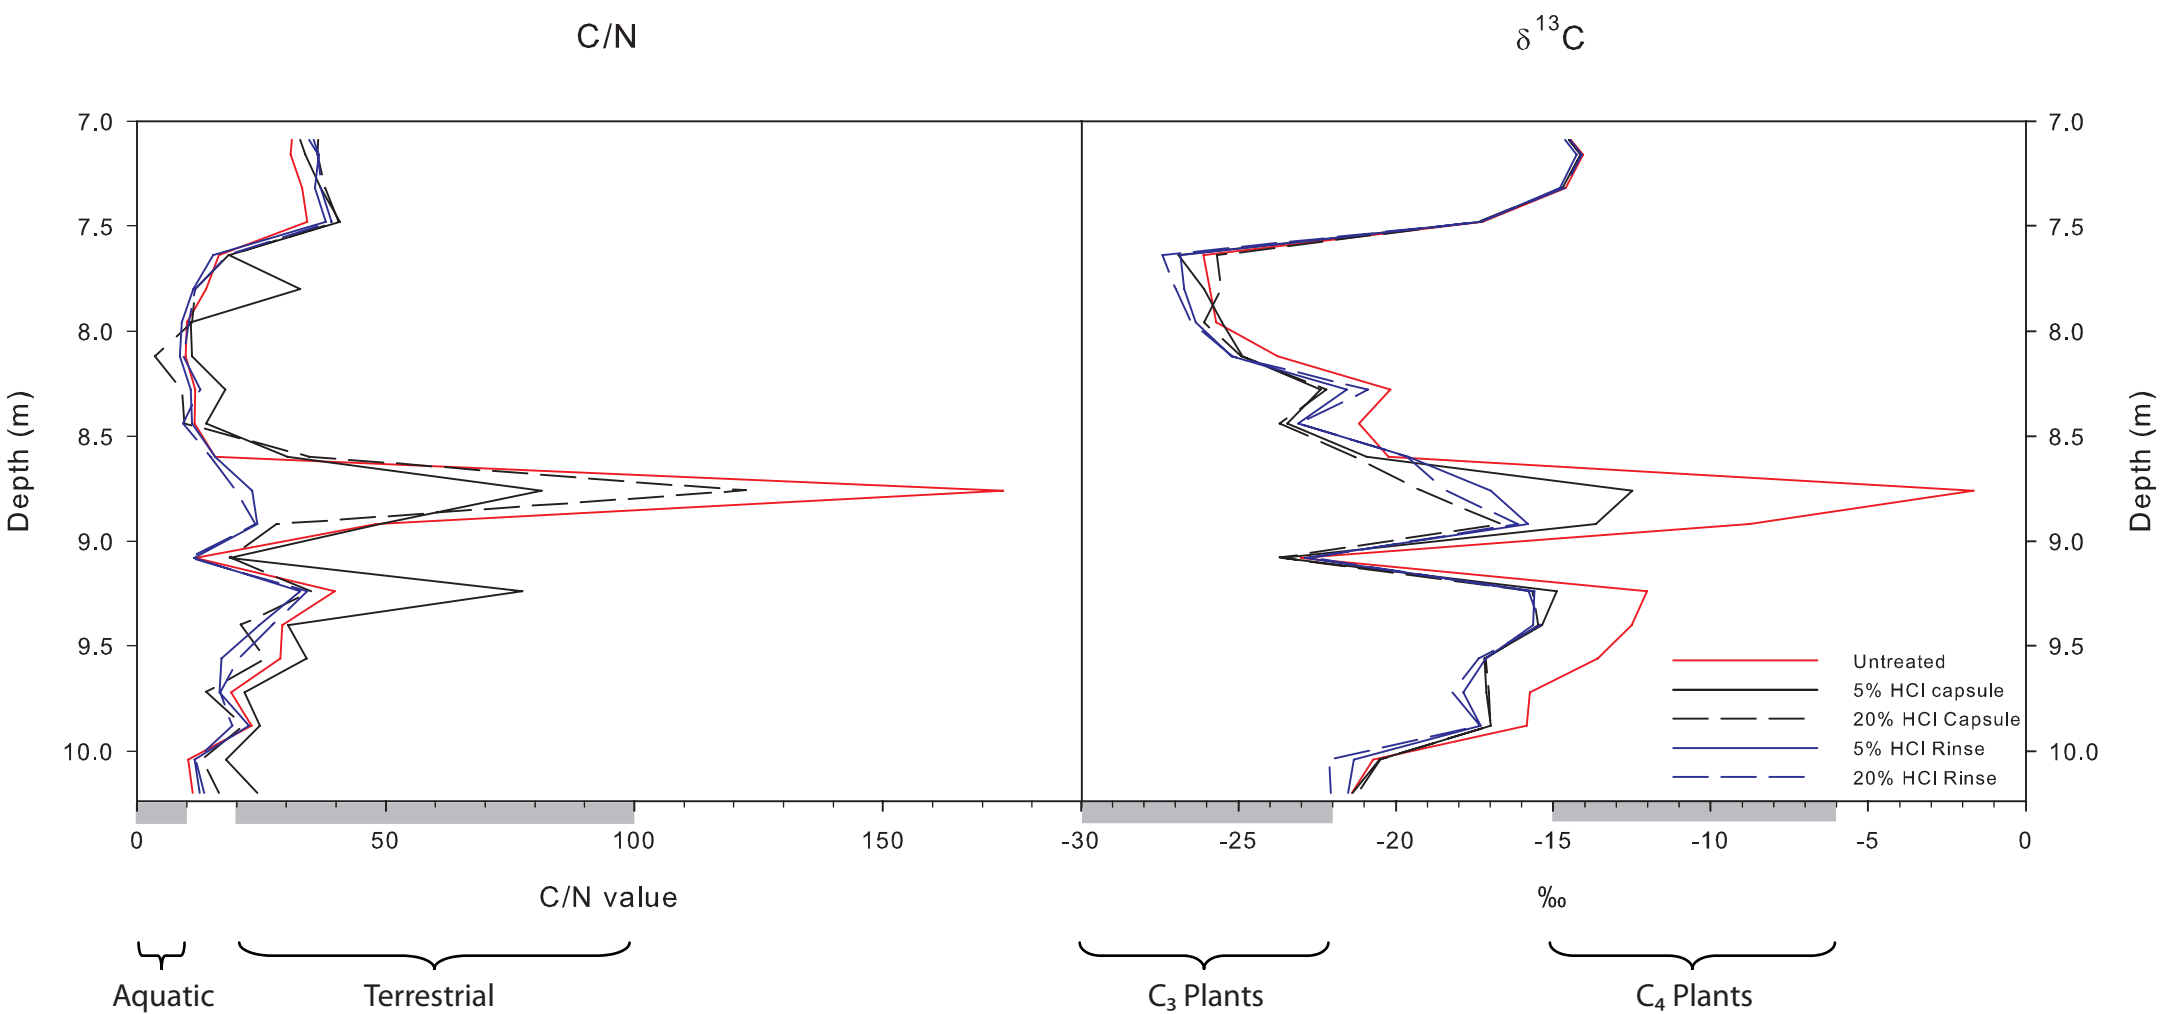 C/N
δ ¹³C
7.0
7.5
8.0
8.5
9.0
9.5
10.0
Depth (m)
7.0
7.5
8.0
8.5
9.0
9.5
10.0
Depth (m)
Untreated
5% HCl capsule
20% HCl Capsule
5% HCl Rinse
20% HCl Rinse
0 50 100 150 -30 -25 -20 -15 -10 -5 0
C/N value
‰
Aquatic
Terrestrial
C₃ Plants
C₄ Plants